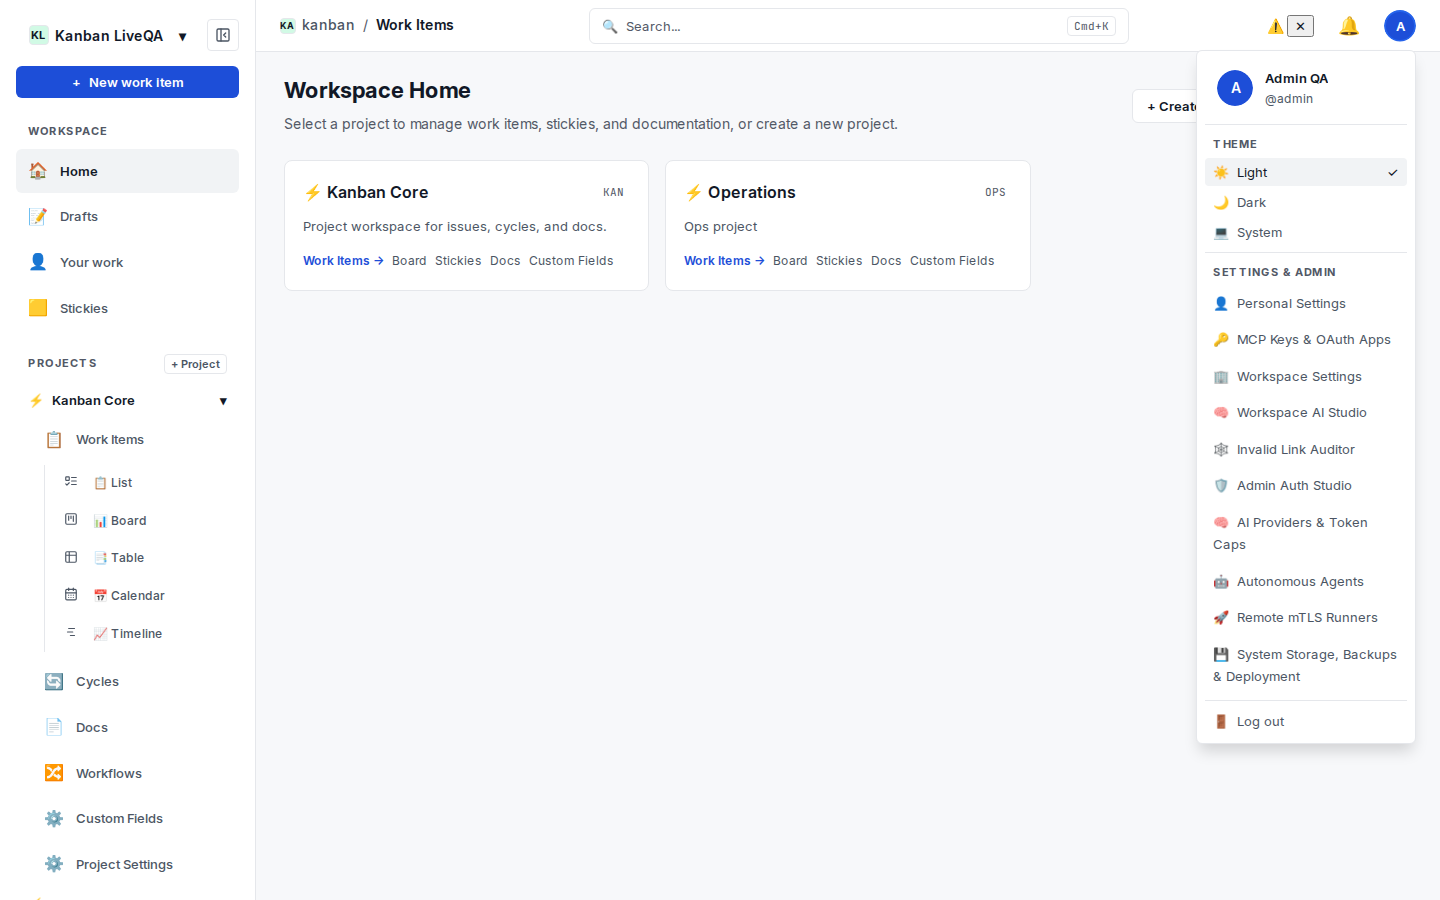 KL Kanban LiveQA ▾
+ New work item
WORKSPACE
Home
Drafts
Your work
Stickies
PROJECTS
+ Project
Kanban Core ▾
Work Items
List
Board
Table
Calendar
Timeline
Cycles
Docs
Workflows
Custom Fields
Project Settings
KA kanban / Work Items
Search...
Cmd+K
A
Workspace Home
Select a project to manage work items, stickies, and documentation, or create a new project.
+ Create
Kanban Core
KAN
Project workspace for issues, cycles, and docs.
Work Items → Board Stickies Docs Custom Fields
Operations
OPS
Ops project
Work Items → Board Stickies Docs Custom Fields
A
Admin QA
@admin
THEME
Light ✓
Dark
System
SETTINGS & ADMIN
Personal Settings
MCP Keys & OAuth Apps
Workspace Settings
Workspace AI Studio
Invalid Link Auditor
Admin Auth Studio
AI Providers & Token
Caps
Autonomous Agents
Remote mTLS Runners
System Storage, Backups
& Deployment
Log out